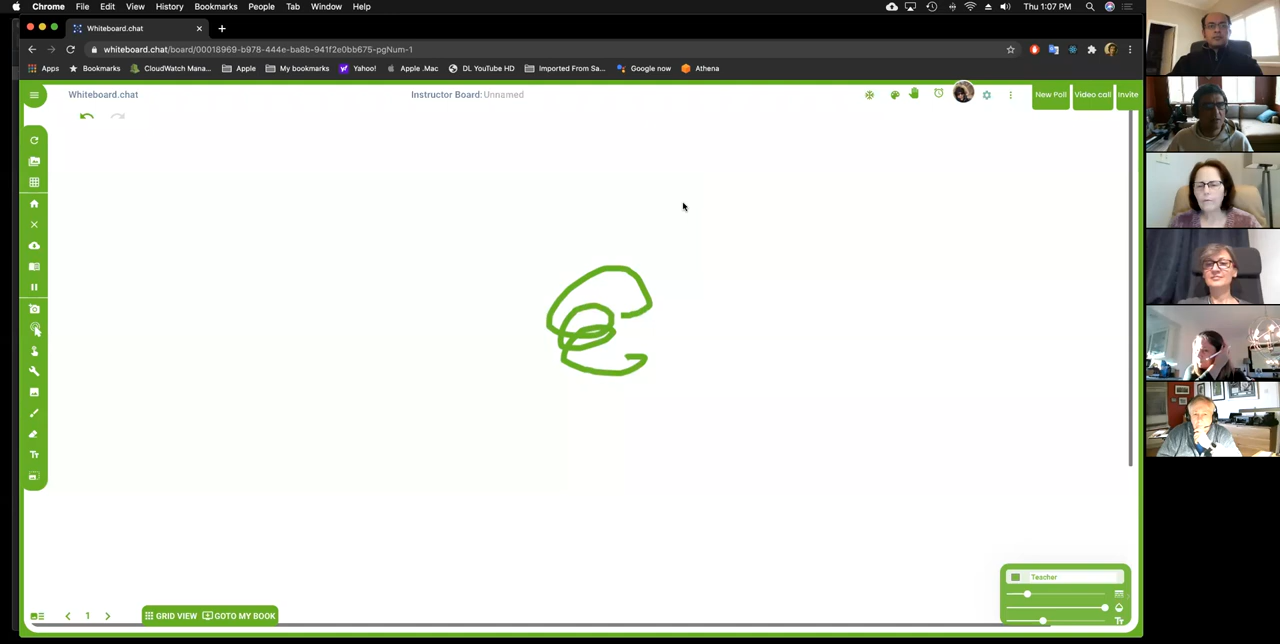 Chrome File Edit View History Bookmarks People Tab Window Help Thu 1:07 PM
Whiteboard.chat
whiteboard.chat/board/00018969-b978-444e-ba8b-941f2e0bb675-pgNum-1
Apps Bookmarks CloudWatch Mana... Apple My bookmarks Yahoo! Apple .Mac DL YouTube HD Imported From Sa... Google now Athena
Whiteboard.chat Instructor Board: Unnamed New Poll Video call Invite
Tт
Teacher
Tт
1 GRID VIEW GOTO MY BOOK